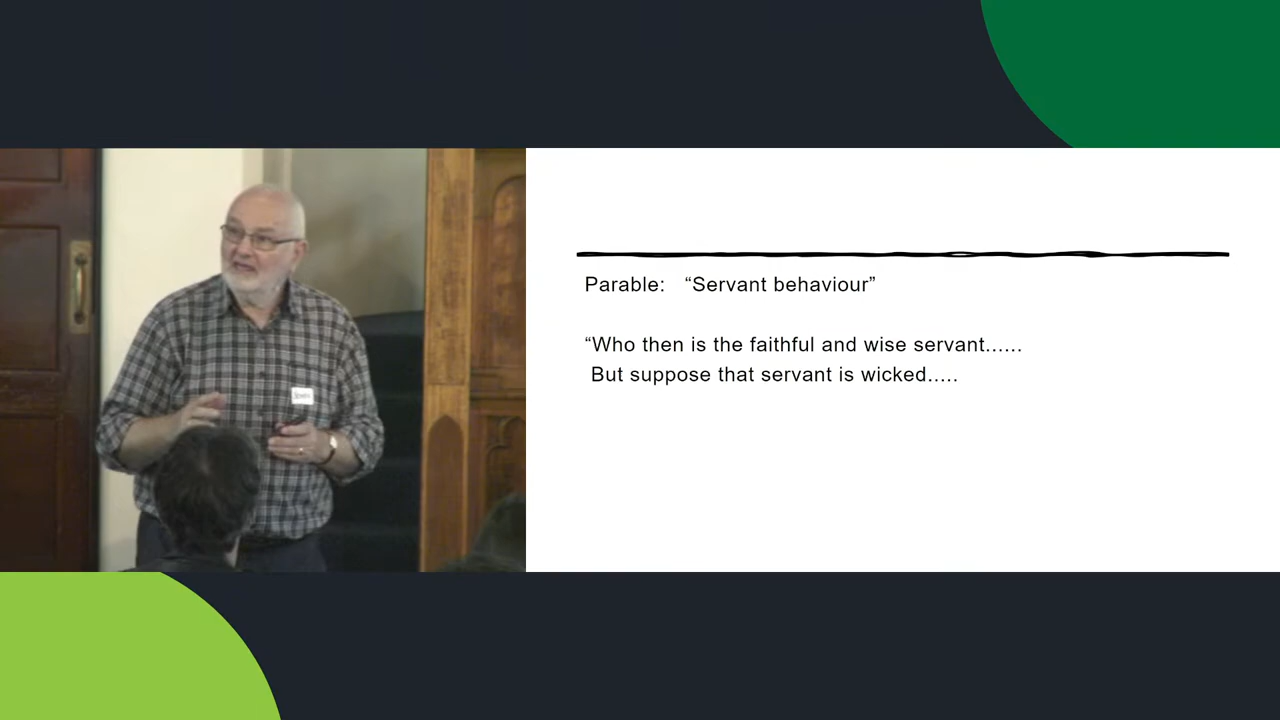 Parable: “Servant behaviour”
“Who then is the faithful and wise servant......
But suppose that servant is wicked.....